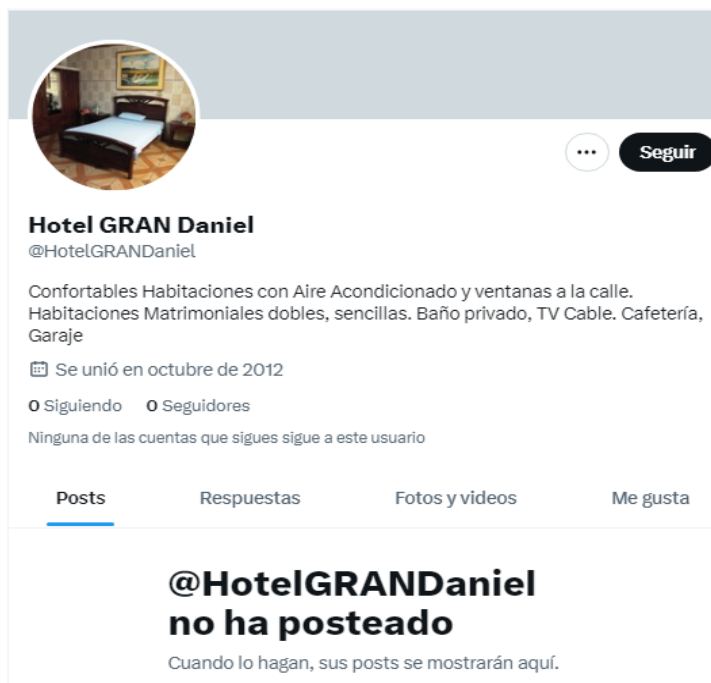 Seguir
Hotel GRAN Daniel
@HotelGRANDaniel
Confortables Habitaciones con Aire Acondicionado y ventanas a la calle.
Habitaciones Matrimoniales dobles, sencillas. Baño privado, TV Cable. Cafetería,
Garaje
Se unió en octubre de 2012
0 Siguiendo 0 Seguidores
Ninguna de las cuentas que sigues sigue a este usuario
Posts Respuestas Fotos y videos Me gusta
@HotelGRANDaniel
no ha posteado
Cuando lo hagan, sus posts se mostrarán aquí.